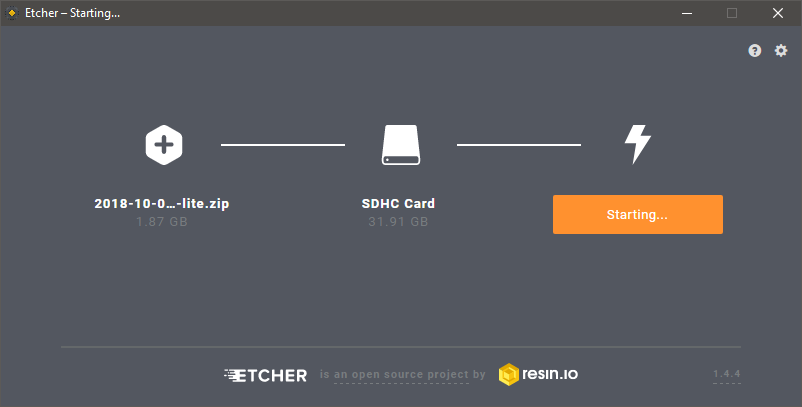 Etcher – Starting...
2018-10-0...-lite.zip
1.87 GB
SDHC Card
31.91 GB
Starting...
ETCHER is an open source project by resin.io 1.4.4